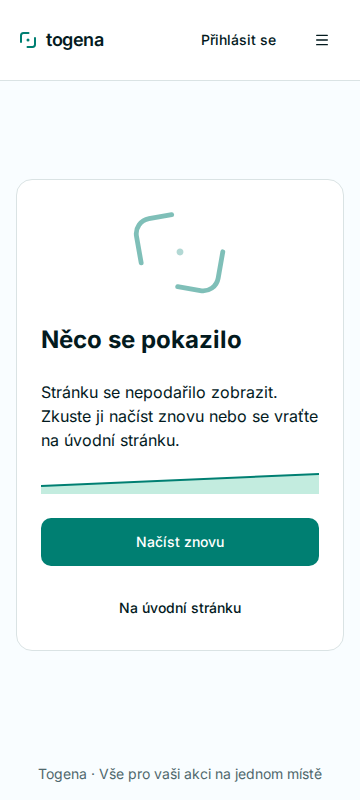 togena
Přihlásit se
Něco se pokazilo
Stránku se nepodařilo zobrazit.
Zkuste ji načíst znovu nebo se vraťte
na úvodní stránku.
Načíst znovu
Na úvodní stránku
Togena · Vše pro vaši akci na jednom místě